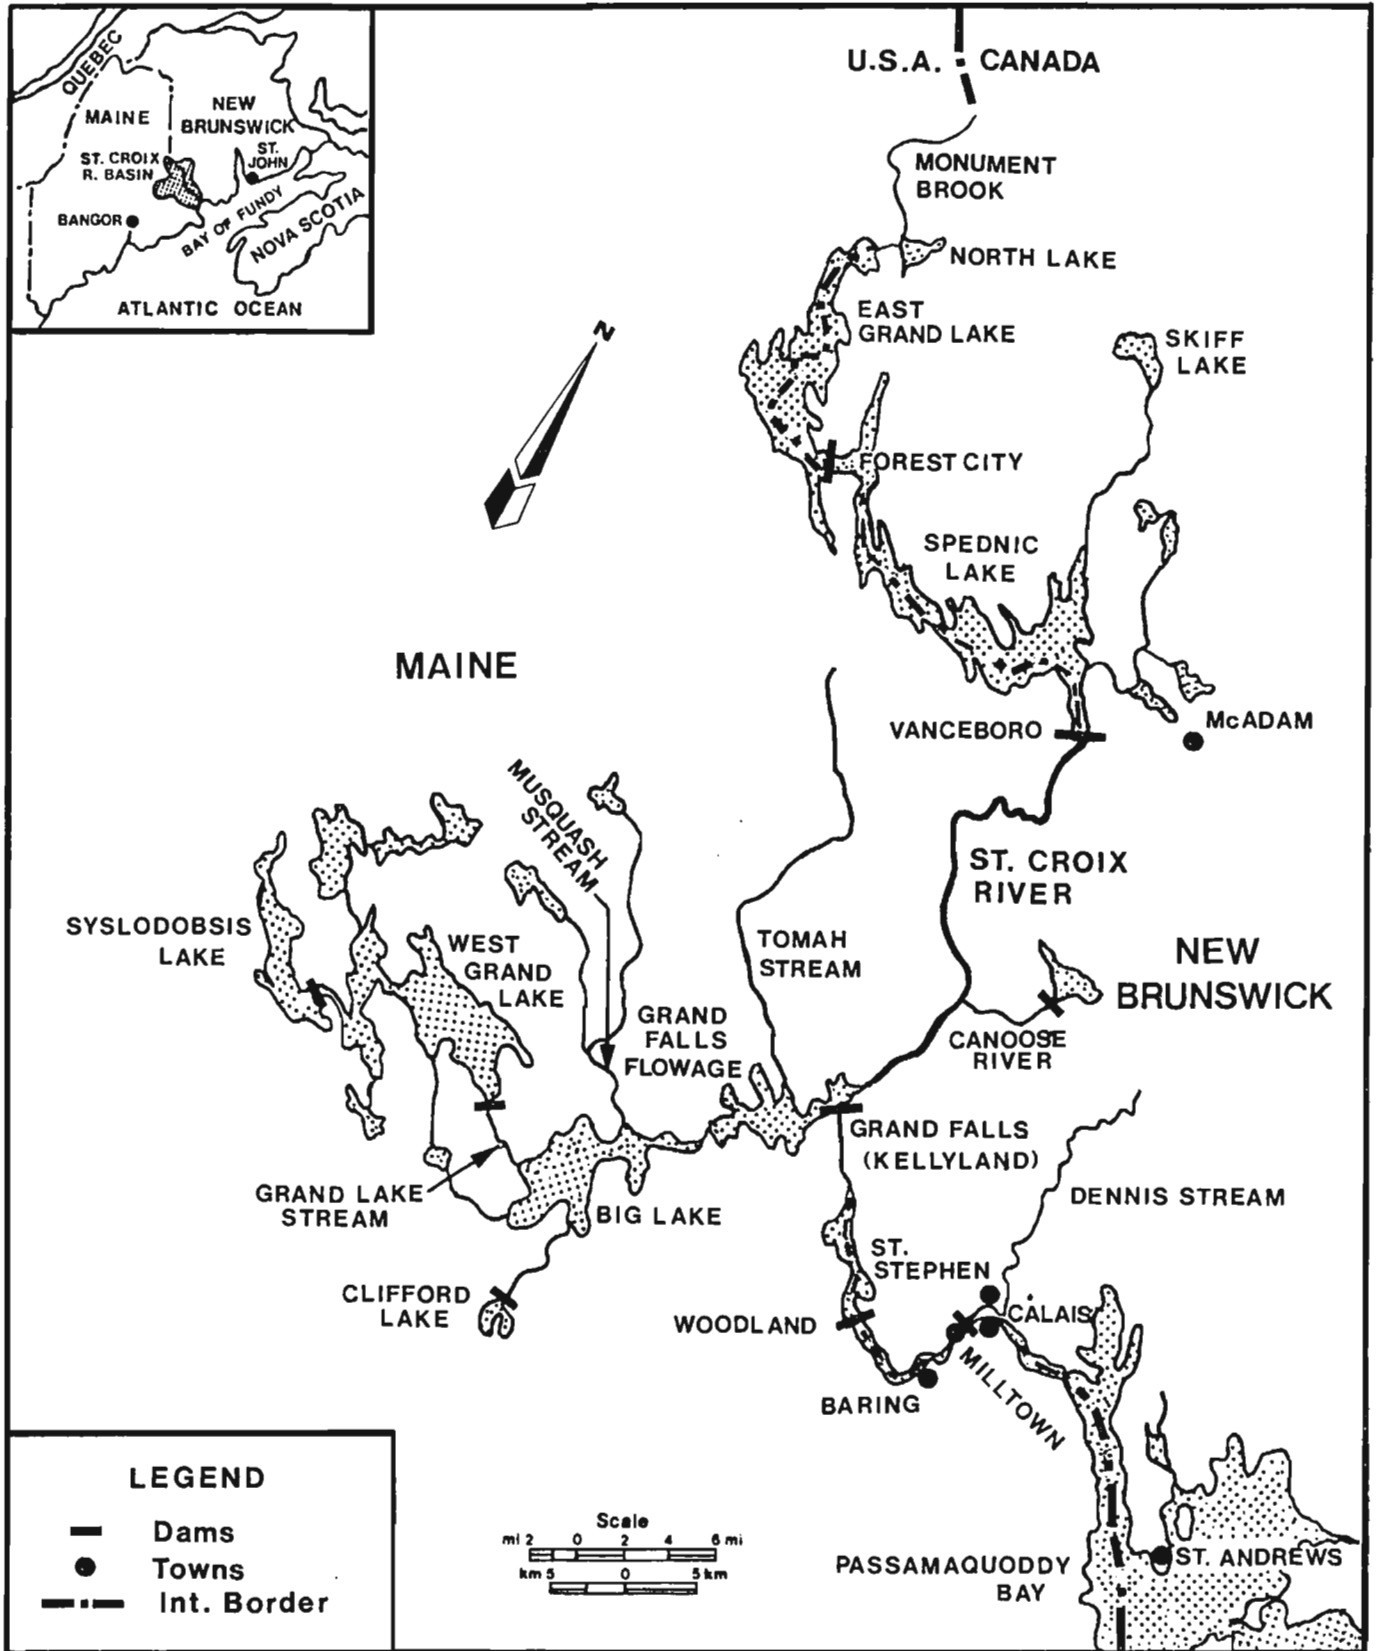 QUEBEC
MAINE
NEW
BRUNSWICK
ST. CROIX
R. BASIN
ST.
JOHN
BANGOR
BAY OF FUNDY
NOVA SCOTIA
ATLANTIC OCEAN
U.S.A. CANADA
MONUMENT
BROOK
NORTH LAKE
EAST
GRAND LAKE
SKIFF
LAKE
N
FOREST CITY
SPEDNIC
LAKE
MAINE
VANCEBORO
McADAM
MUSQUASH
STREAM
ST. CROIX
RIVER
SYSLODOBSIS
LAKE
WEST
GRAND
LAKE
TOMAH
STREAM
NEW
BRUNSWICK
GRAND
FALLS
FLOWAGE
CANOOSE
RIVER
GRAND FALLS
(KELLYLAND)
GRAND LAKE
STREAM
BIG LAKE
DENNIS STREAM
ST.
STEPHEN
CLIFFORD
LAKE
WOODLAND
CALAIS
BARING
MILLTOWN
LEGEND
Dams
Towns
Int. Border
Scale
mi 2 0 2 4 6 mi
km 5 0 5 km
PASSAMAQUODDY
BAY
ST. ANDREWS